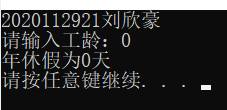 2020112921刘欣豪
请输入工龄：0
年休假为0天
请按任意键继续. . .